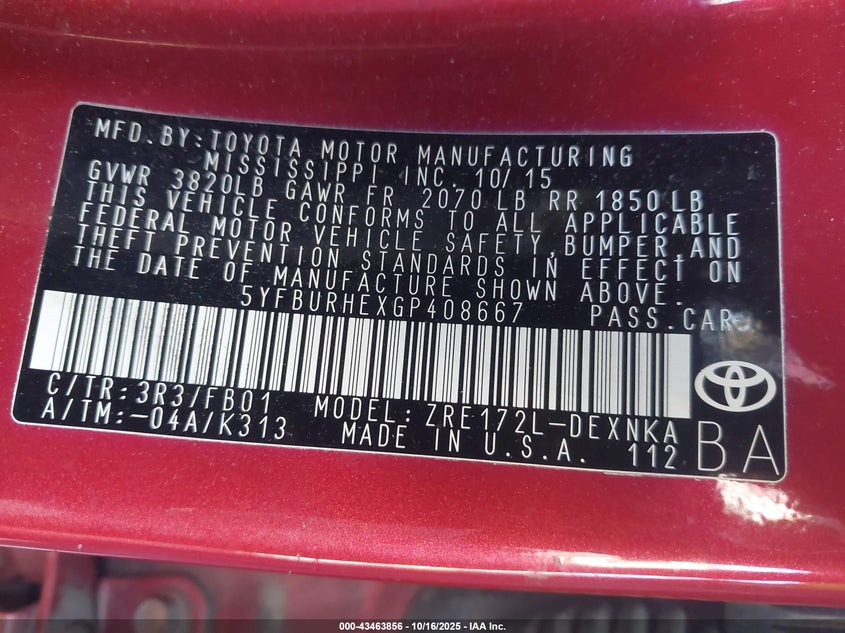 MFD.BY:TOYOTA MOTOR MANUFACTURING
MISSISSIPPI INC. 10/15
GVWR 3820LB GAWR FR 2070LB RR 1850LB
THIS VEHICLE CONFORMS TO ALL APPLICABLE
FEDERAL MOTOR VEHICLE SAFETY,BUMPER,AND
THEFT PREVENTION STANDARDS IN EFFECT ON
THE DATE OF MANUFACTURE SHOWN ABOVE.
5YFBURHEXGP408667 PASS.CAR
C/TR:3R3/FB01 MODEL:ZRE172L-DEXNKA
A/TM:-04A/K313 MADE IN U.S.A. 112 BA
000-43463856 - 10/16/2025 - IAA Inc.